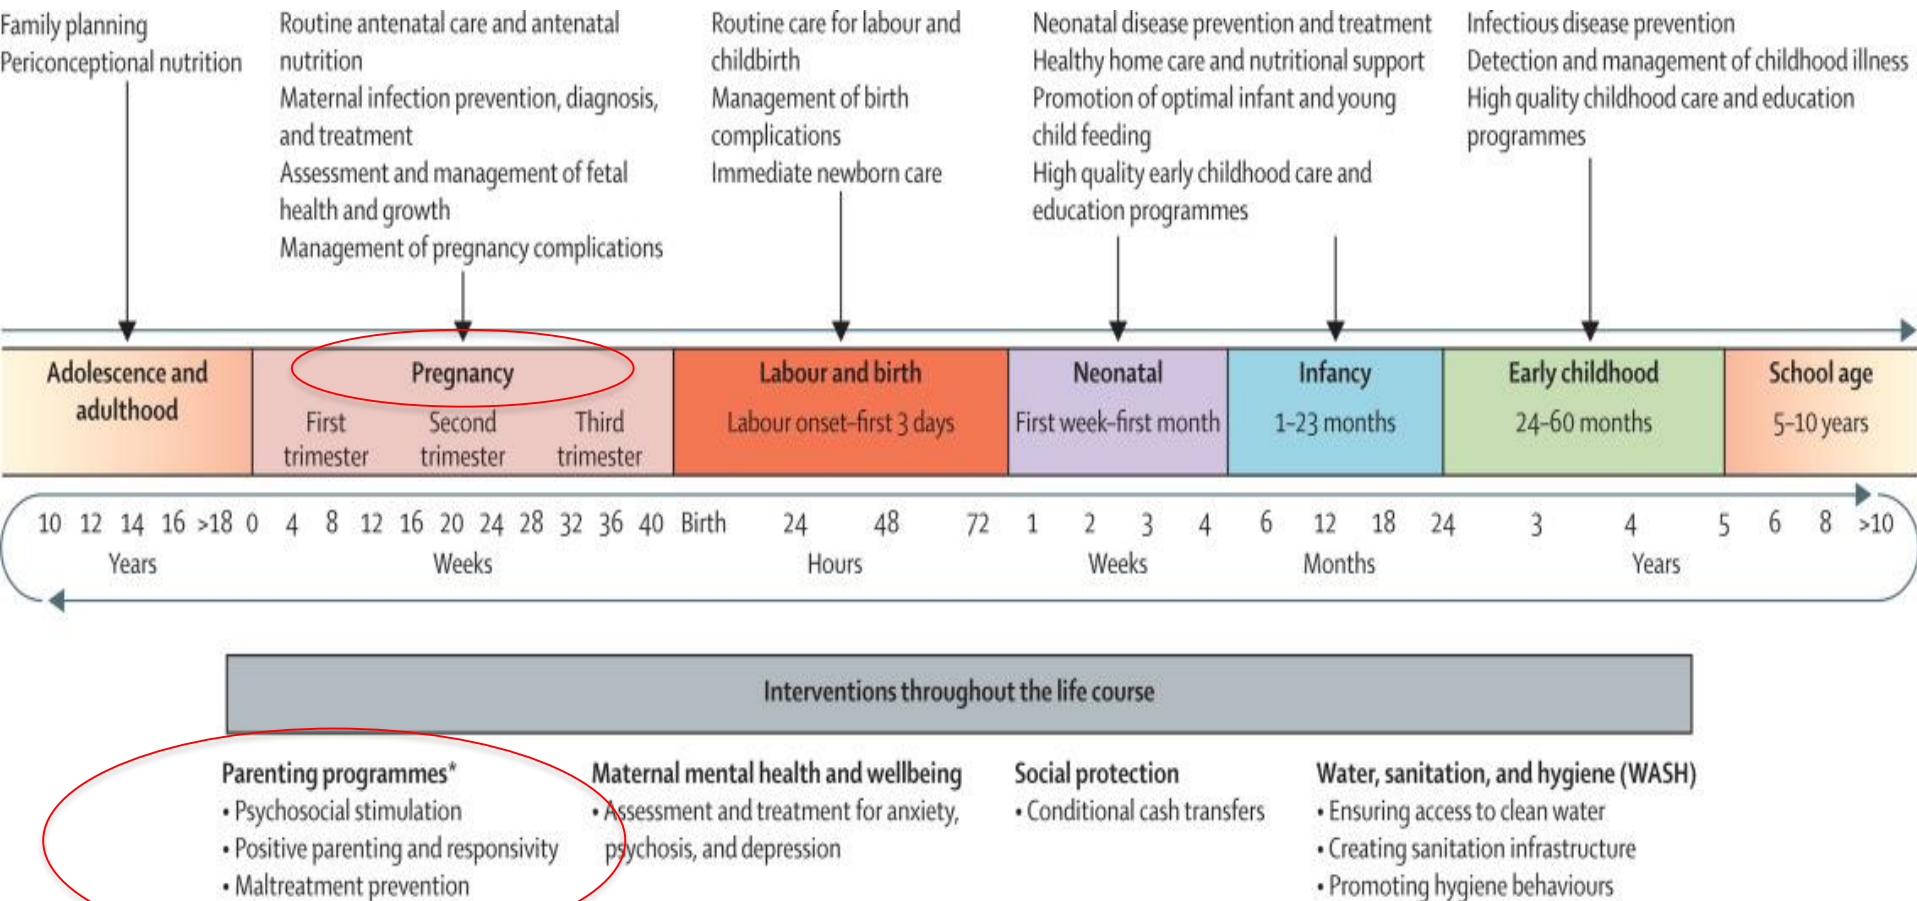 Family planning
Periconceptional nutrition
Routine antenatal care and antenatal
nutrition
Maternal infection prevention, diagnosis,
and treatment
Assessment and management of fetal
health and growth
Management of pregnancy complications
Routine care for labour and
childbirth
Management of birth
complications
Immediate newborn care
Neonatal disease prevention and treatment
Healthy home care and nutritional support
Promotion of optimal infant and young
child feeding
High quality early childhood care and
education programmes
Infectious disease prevention
Detection and management of childhood illness
High quality childhood care and education
programmes
Adolescence and
adulthood
Pregnancy
First
trimester
Second
trimester
Third
trimester
Labour and birth
Labour onset–first 3 days
Neonatal
First week–first month
Infancy
1–23 months
Early childhood
24–60 months
School age
5–10 years
10 12 14 16 >18 0 4 8 12 16 20 24 28 32 36 40 Birth 24 48 72 1 2 3 4 6 12 18 24 3 4 5 6 8 >10
Years Weeks Hours Weeks Months Years
Interventions throughout the life course
Parenting programmes*
• Psychosocial stimulation
• Positive parenting and responsivity
• Maltreatment prevention
Maternal mental health and wellbeing
• Assessment and treatment for anxiety,
psychosis, and depression
Social protection
• Conditional cash transfers
Water, sanitation, and hygiene (WASH)
• Ensuring access to clean water
• Creating sanitation infrastructure
• Promoting hygiene behaviours